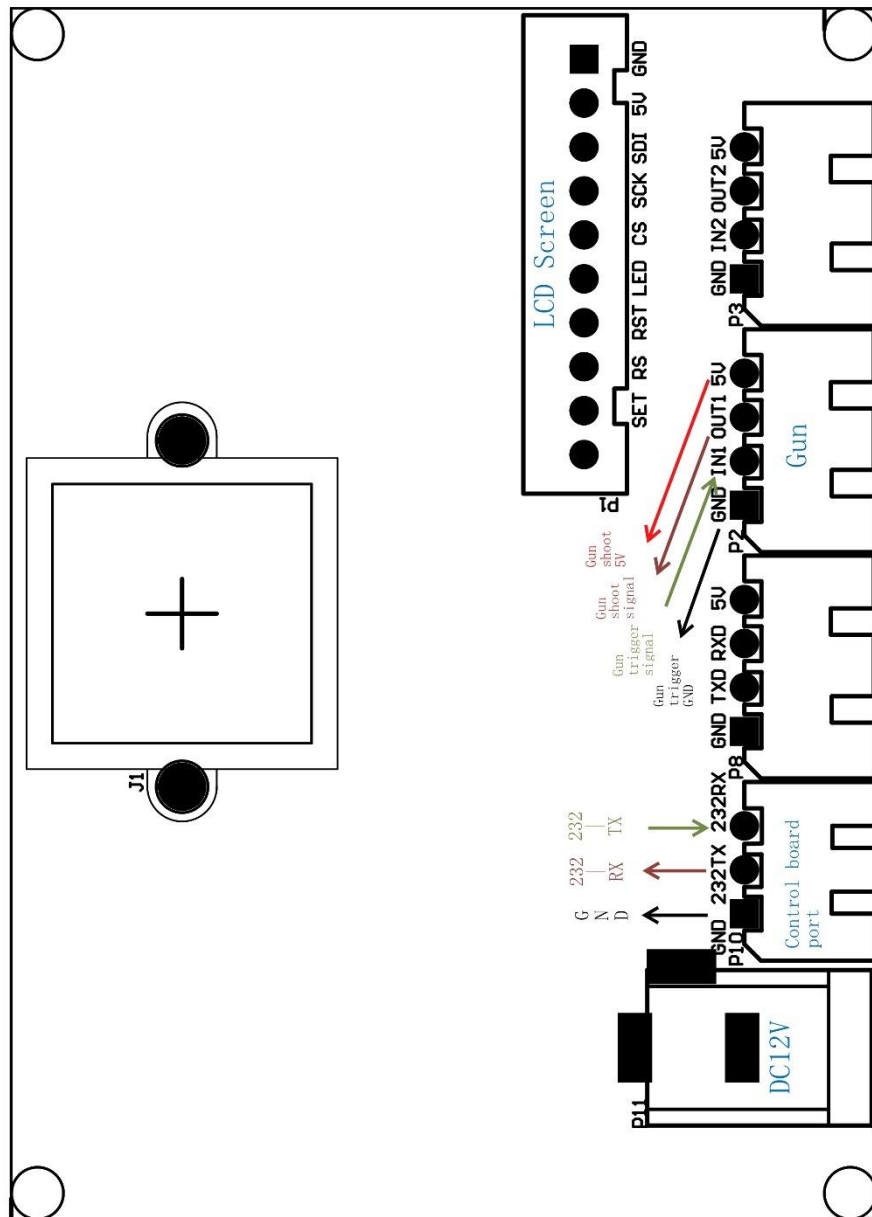 LCD Screen
GND
5V
SDI
SCK
CS
LED
RST
RS
SET
P1
5V
OUT2
IN2
GND
P3
5V
OUT1
IN1
GND
P2
Gun
Gun
shoot
5V
Gun
shoot
signal
Gun
trigger
signal
Gun
trigger
GND
5V
RXD
TXD
GND
P8
J1
232RX
232TX
GND
P10
Control board
port
232
TX
232
RX
G
N
D
DC12V
P11